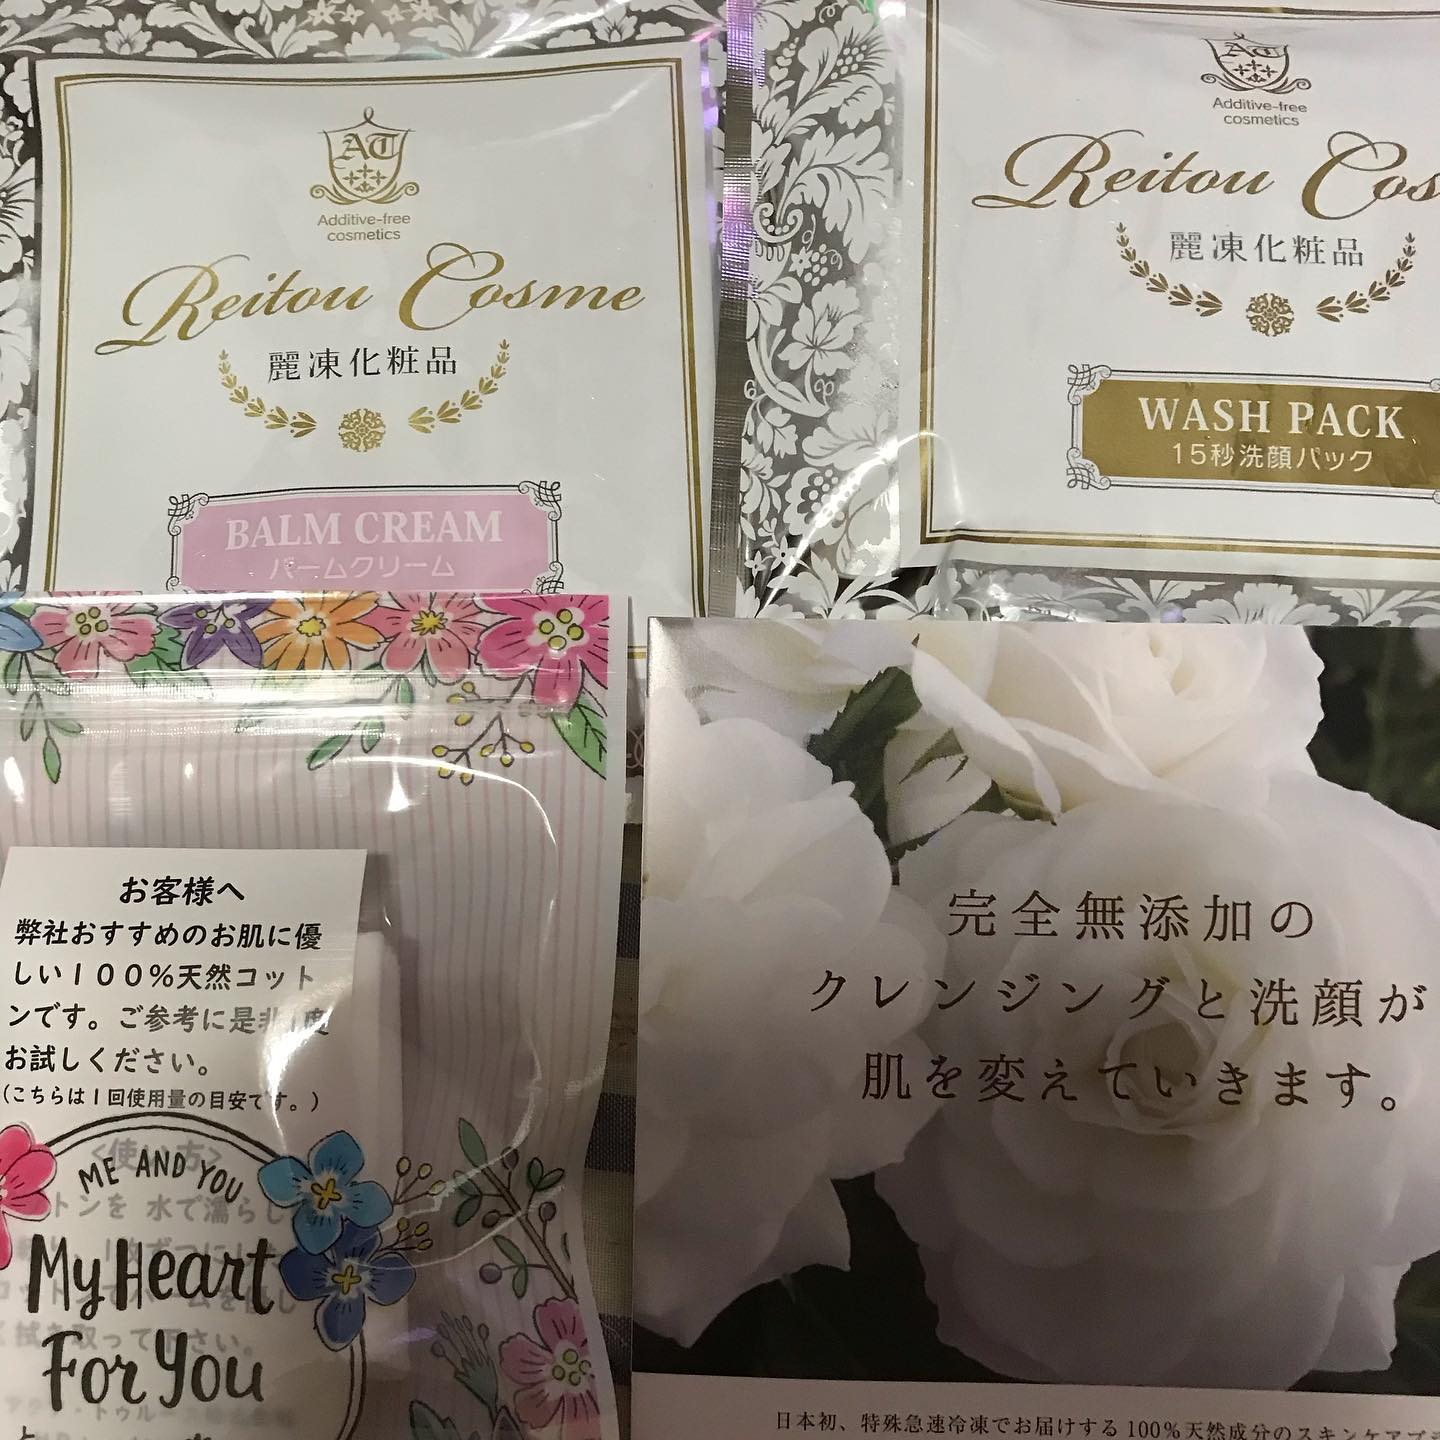 AT
Additive-free
cosmetics
Reitou Cosme
麗凍化粧品
BALM CREAM
バームクリーム
AT
Additive-free
cosmetics
Reitou Cos
麗凍化粧品
WASH PACK
15秒洗顔パック
お客様へ
弊社おすすめのお肌に優
しい100%天然コット
ンです。ご参考に是非1度
お試しください。
(こちらは1回使用量の目安です。)
<使い方>
ME AND YOU
My Heart
For You
完全無添加の
クレンジングと洗顔が
肌を変えていきます。
日本初、特殊急速冷凍でお届けする100%天然成分のスキンケア